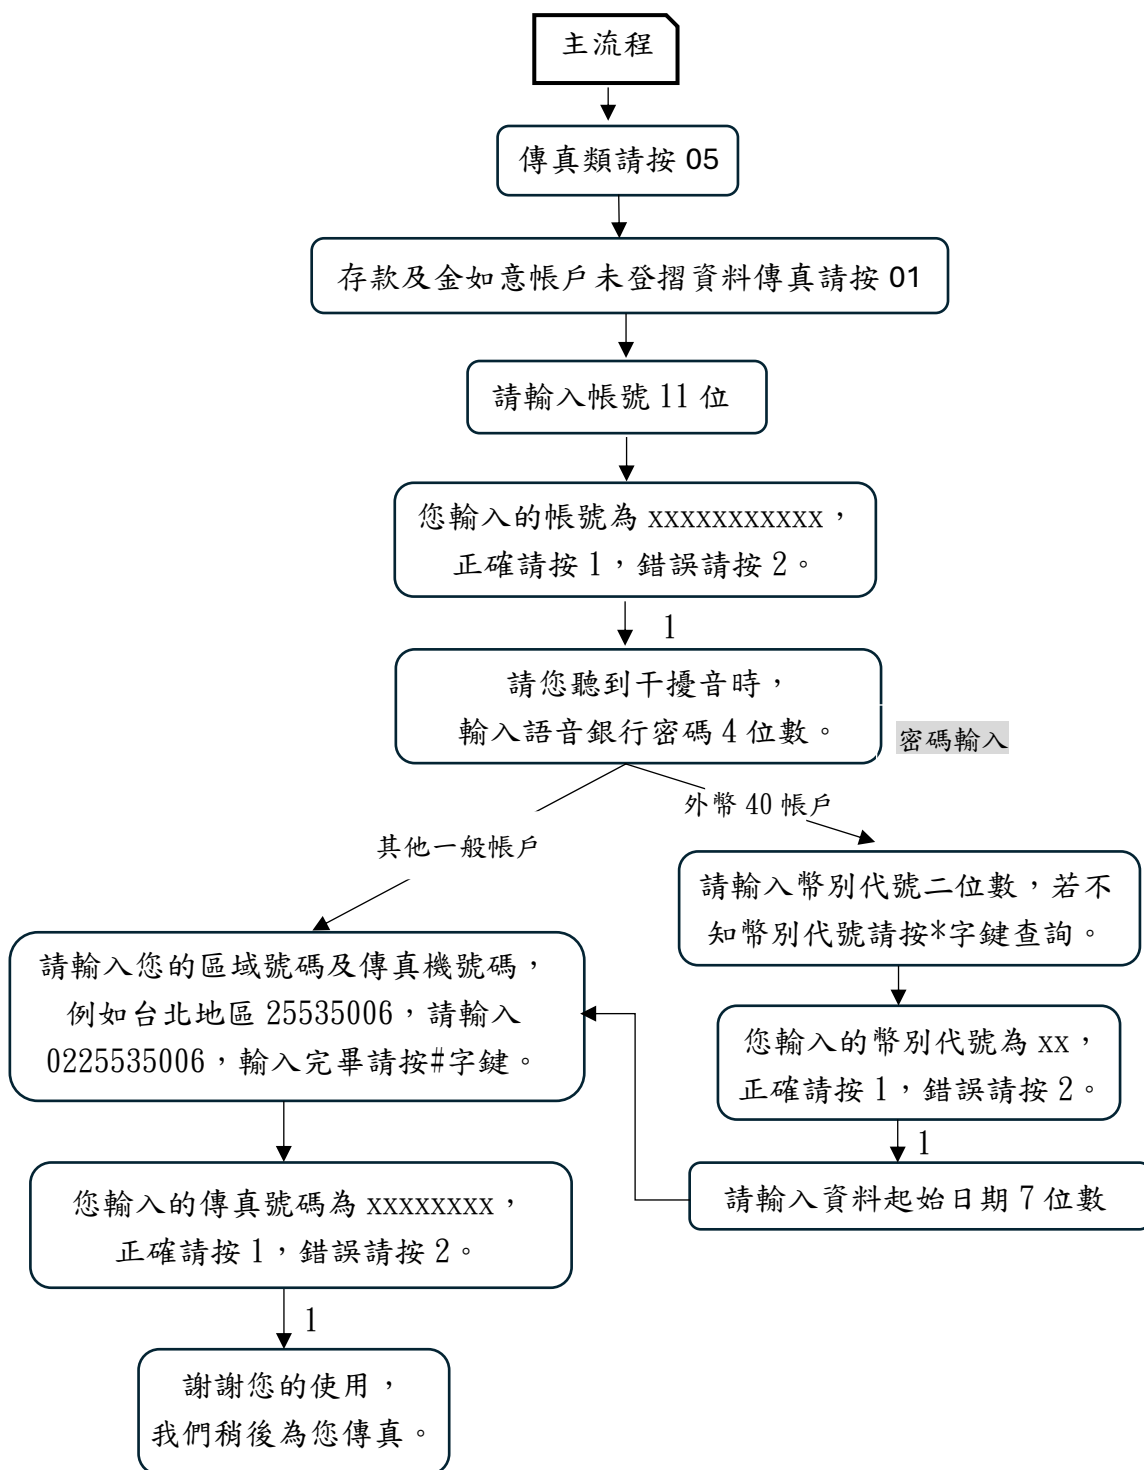 主流程
傳真類請按 05
存款及金如意帳戶未登摺資料傳真請按 01
請輸入帳號 11 位
您輸入的帳號為 xxxxxxxxxxx，
正確請按 1，錯誤請按 2。
1
請您聽到干擾音時，
輸入語音銀行密碼 4 位數。
密碼輸入
外幣 40 帳戶
其他一般帳戶
請輸入幣別代號二位數，若不
知幣別代號請按*字鍵查詢。
請輸入您的區域號碼及傳真機號碼，
例如台北地區 25535006，請輸入
0225535006，輸入完畢請按#字鍵。
您輸入的幣別代號為 xx，
正確請按 1，錯誤請按 2。
1
請輸入資料起始日期 7 位數
您輸入的傳真號碼為 xxxxxxxx，
正確請按 1，錯誤請按 2。
1
謝謝您的使用，
我們稍後為您傳真。